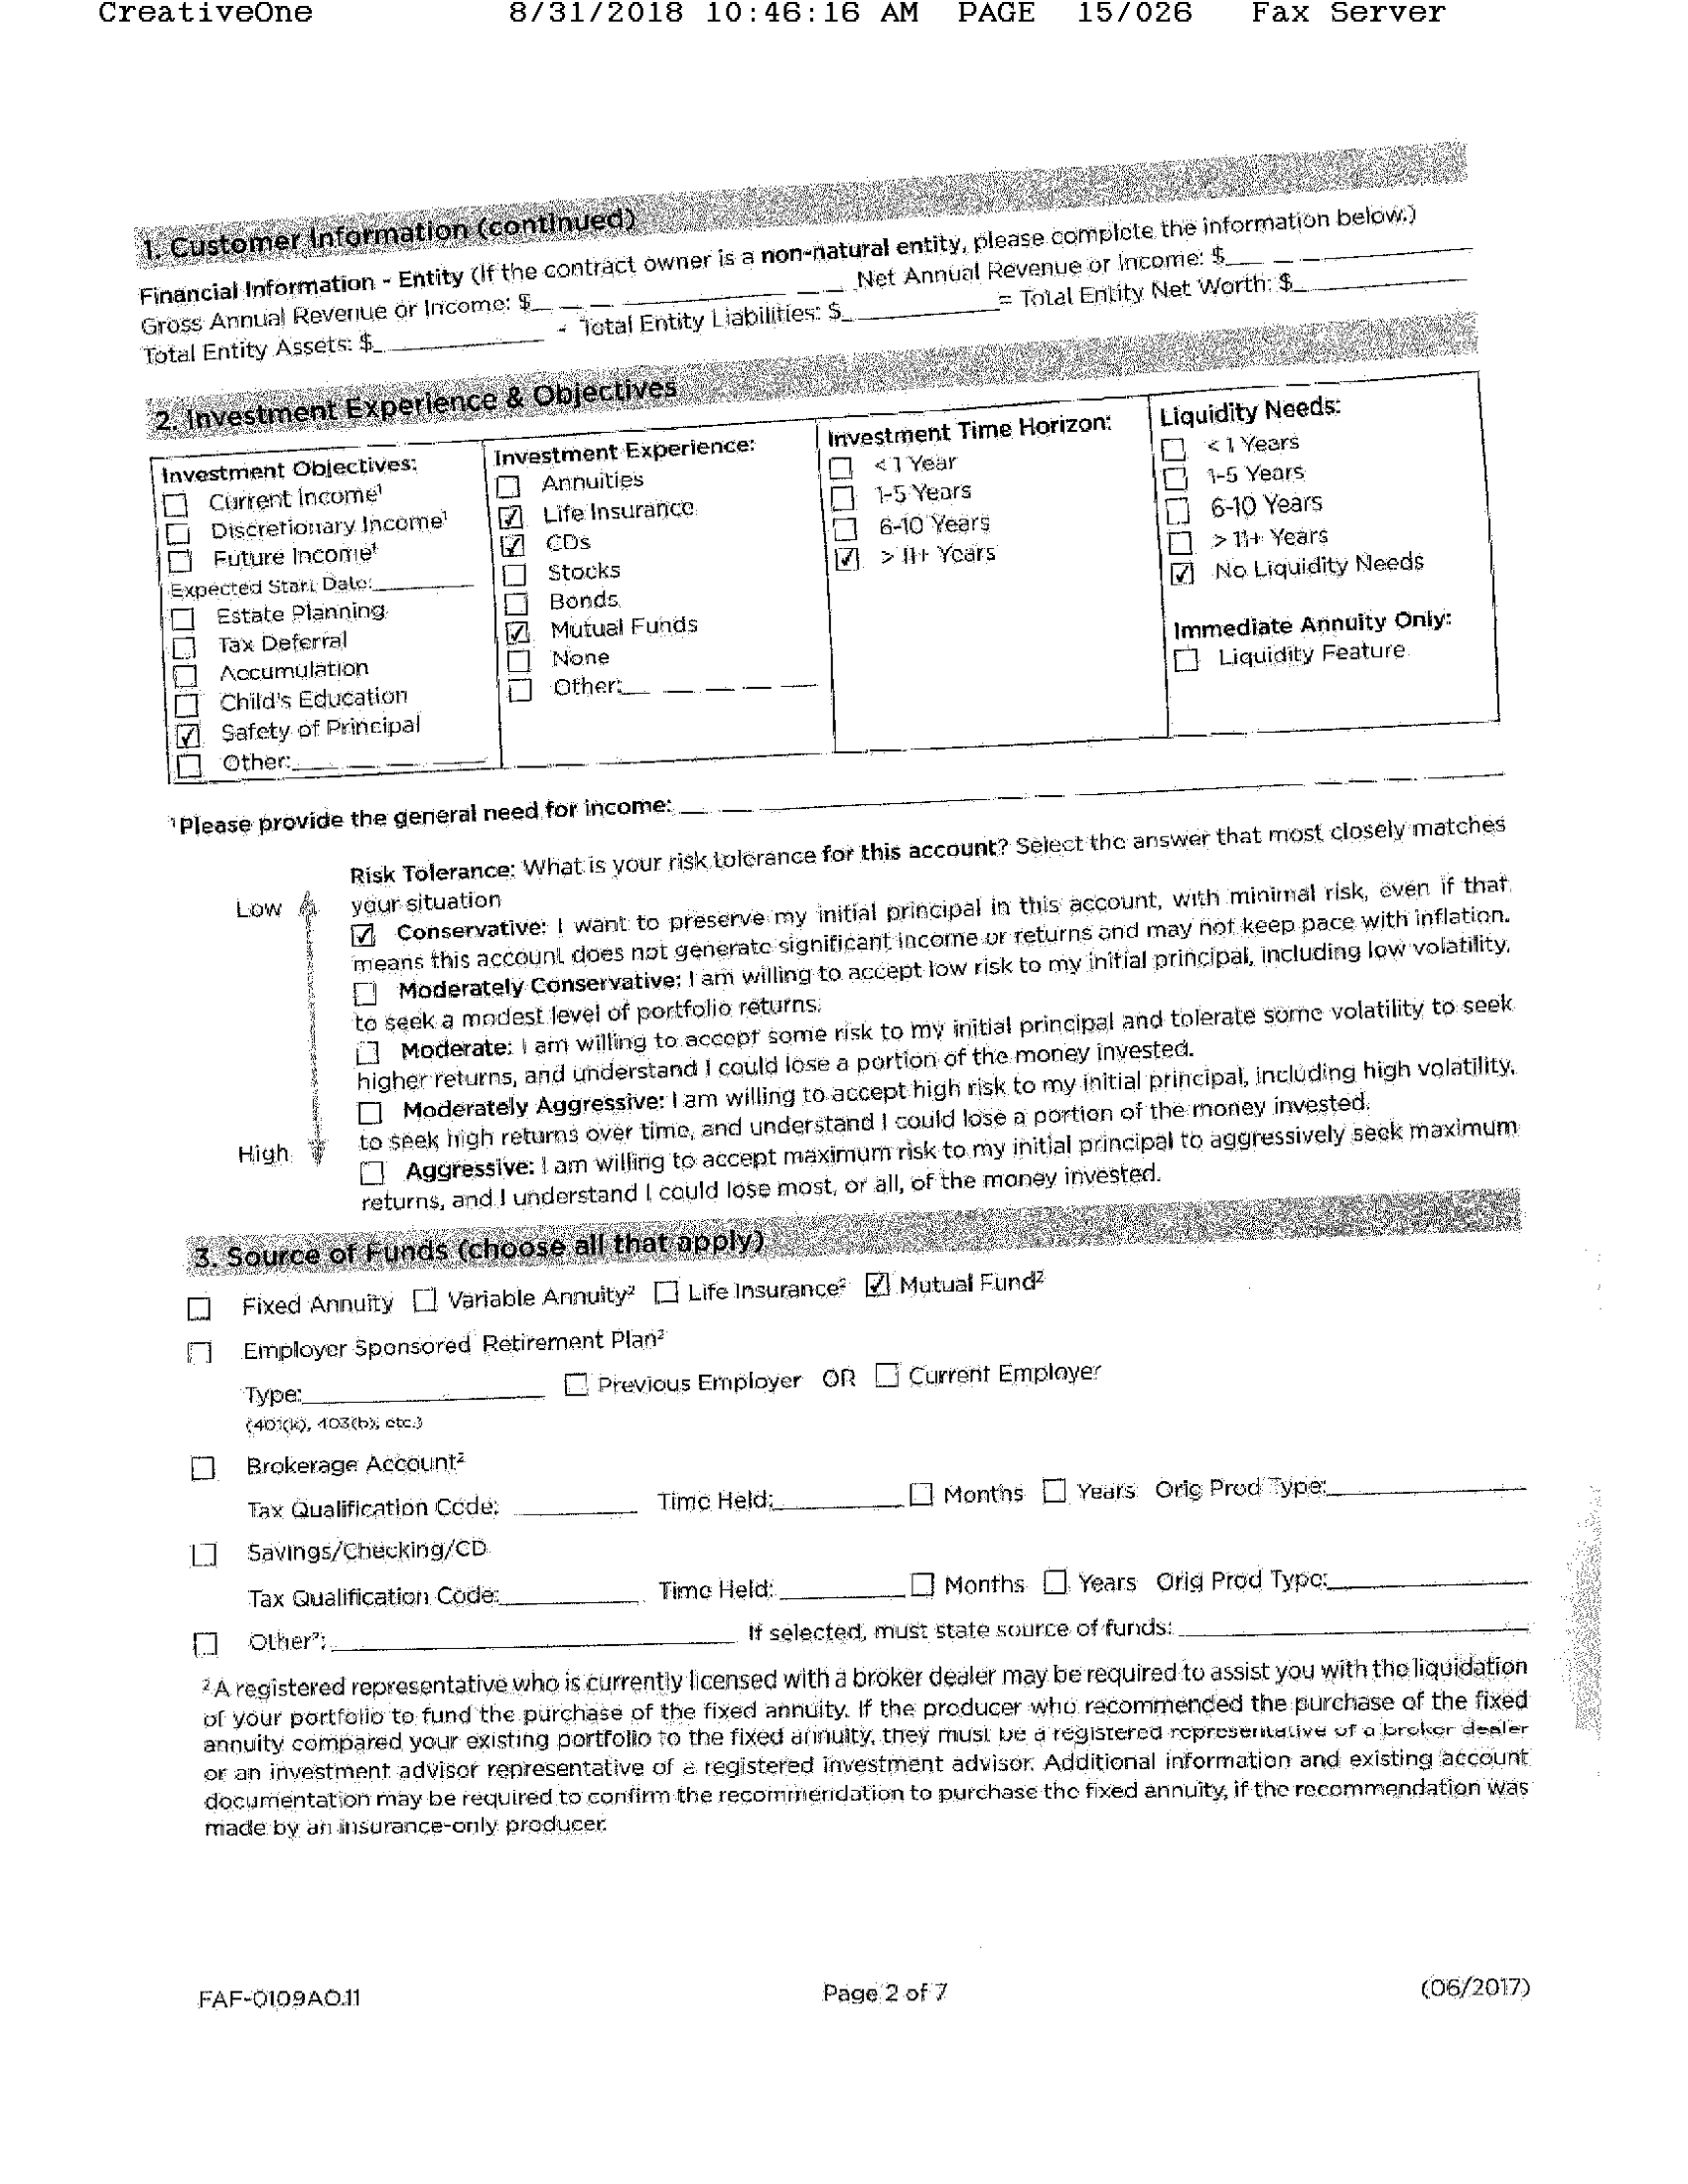 CreativeOne 8/31/2018 10:46:16 AM PAGE 15/026 Fax Server
1. Customer Information (continued)
Financial Information - Entity (If the contract owner is a non-natural entity, please complete the information below.)
Gross Annual Revenue or Income: $ Net Annual Revenue or Income: $
Total Entity Assets: $ - Total Entity Liabilities: $ = Total Entity Net Worth: $
2. Investment Experience & Objectives
Investment Objectives:
☐ Current Income¹
☐ Discretionary Income¹
☐ Future Income¹
Expected Start Date:
☐ Estate Planning
☐ Tax Deferral
☐ Accumulation
☐ Child's Education
☑ Safety of Principal
☐ Other:
Investment Experience:
☐ Annuities
☑ Life Insurance
☑ CDs
☐ Stocks
☐ Bonds
☑ Mutual Funds
☐ None
☐ Other:
Investment Time Horizon:
☐ < 1 Year
☐ 1-5 Years
☐ 6-10 Years
☑ > 11+ Years
Liquidity Needs:
☐ < 1 Years
☐ 1-5 Years
☐ 6-10 Years
☐ > 11+ Years
☑ No Liquidity Needs
Immediate Annuity Only:
☐ Liquidity Feature
¹Please provide the general need for income:
Risk Tolerance: What is your risk tolerance for this account? Select the answer that most closely matches
your situation
Low
☑ Conservative: I want to preserve my initial principal in this account, with minimal risk, even if that
means this account does not generate significant income or returns and may not keep pace with inflation.
☐ Moderately Conservative: I am willing to accept low risk to my initial principal, including low volatility,
to seek a modest level of portfolio returns.
☐ Moderate: I am willing to accept some risk to my initial principal and tolerate some volatility to seek
higher returns, and understand I could lose a portion of the money invested.
☐ Moderately Aggressive: I am willing to accept high risk to my initial principal, including high volatility,
to seek high returns over time, and understand I could lose a portion of the money invested.
High
☐ Aggressive: I am willing to accept maximum risk to my initial principal to aggressively seek maximum
returns, and I understand I could lose most, or all, of the money invested.
3. Source of Funds (choose all that apply)
☐ Fixed Annuity ☐ Variable Annuity² ☐ Life Insurance² ☑ Mutual Fund²
☐ Employer Sponsored Retirement Plan²
Type: ☐ Previous Employer OR ☐ Current Employer
(401(k), 403(b), etc.)
☐ Brokerage Account²
Tax Qualification Code: Time Held: ☐ Months ☐ Years Orig Prod Type:
☐ Savings/Checking/CD
Tax Qualification Code: Time Held: ☐ Months ☐ Years Orig Prod Type:
☐ Other²: If selected, must state source of funds:
²A registered representative who is currently licensed with a broker dealer may be required to assist you with the liquidation
of your portfolio to fund the purchase of the fixed annuity. If the producer who recommended the purchase of the fixed
annuity compared your existing portfolio to the fixed annuity, they must be a registered representative of a broker dealer
or an investment advisor representative of a registered investment advisor. Additional information and existing account
documentation may be required to confirm the recommendation to purchase the fixed annuity, if the recommendation was
made by an insurance-only producer.
FAF-0109AO.11 Page 2 of 7 (06/2017)